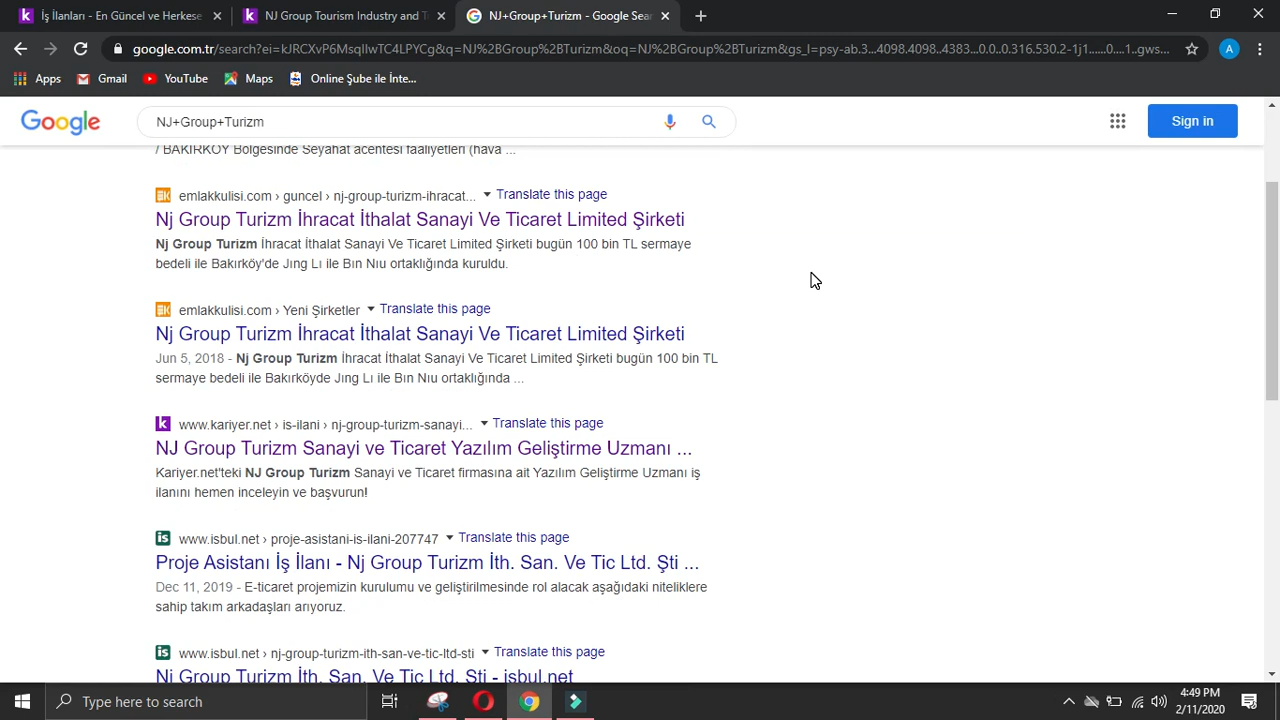 İş İlanları - En Güncel ve Herkese
NJ Group Tourism Industry and T
NJ+Group+Turizm - Google Sear
google.com.tr/search?ei=kJRCXvP6MsqIlwTC4LPYCg&q=NJ%2BGroup%2BTurizm&oq=NJ%2BGroup%2BTurizm&gs_l=psy-ab.3...4098.4098..4383...0.0..0.316.530.2-1j1......0....1..gws...
A
Apps
Gmail
YouTube
Maps
Online Şube ile İnte...
Google
NJ+Group+Turizm
Sign in
/ BAKIRKÖY Bölgesinde Seyahat acentesi faaliyetleri (hava ...
emlakkulisi.com › guncel › nj-group-turizm-ihracat... Translate this page
Nj Group Turizm İhracat İthalat Sanayi Ve Ticaret Limited Şirketi
Nj Group Turizm İhracat İthalat Sanayi Ve Ticaret Limited Şirketi bugün 100 bin TL sermaye
bedeli ile Bakırköy'de Jıng Lı ile Bın Nıu ortaklığında kuruldu.
emlakkulisi.com › Yeni Şirketler Translate this page
Nj Group Turizm İhracat İthalat Sanayi Ve Ticaret Limited Şirketi
Jun 5, 2018 - Nj Group Turizm İhracat İthalat Sanayi Ve Ticaret Limited Şirketi bugün 100 bin TL
sermaye bedeli ile Bakırköyde Jıng Lı ile Bın Nıu ortaklığında ...
www.kariyer.net › is-ilani › nj-group-turizm-sanayi... Translate this page
NJ Group Turizm Sanayi ve Ticaret Yazılım Geliştirme Uzmanı ...
Kariyer.net'teki NJ Group Turizm Sanayi ve Ticaret firmasına ait Yazılım Geliştirme Uzmanı iş
ilanını hemen inceleyin ve başvurun!
www.isbul.net › proje-asistani-is-ilani-207747 Translate this page
Proje Asistanı İş İlanı - Nj Group Turizm İth. San. Ve Tic Ltd. Şti ...
Dec 11, 2019 - E-ticaret projemizin kurulumu ve geliştirilmesinde rol alacak aşağıdaki niteliklere
sahip takım arkadaşları arıyoruz.
www.isbul.net › nj-group-turizm-ith-san-ve-tic-ltd-sti Translate this page
Nj Group Turizm İth. San. Ve Tic Ltd. Şti - isbul.net
Type here to search
4:49 PM
2/11/2020